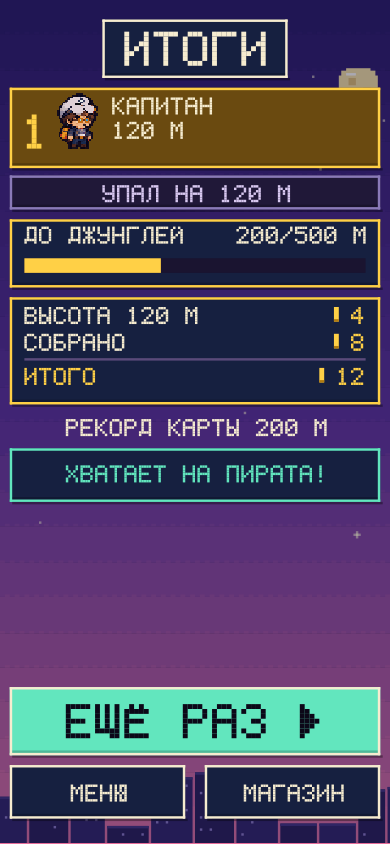 ИТОГИ
1
КАПИТАН
120 М
УПАЛ НА 120 М
ДО ДЖУНГЛЕЙ 200/500 М
ВЫСОТА 120 М 4
СОБРАНО 8
ИТОГО 12
РЕКОРД КАРТЫ 200 М
ХВАТАЕТ НА ПИРАТА!
ЕЩЁ РАЗ
МЕНЮ
МАГАЗИН